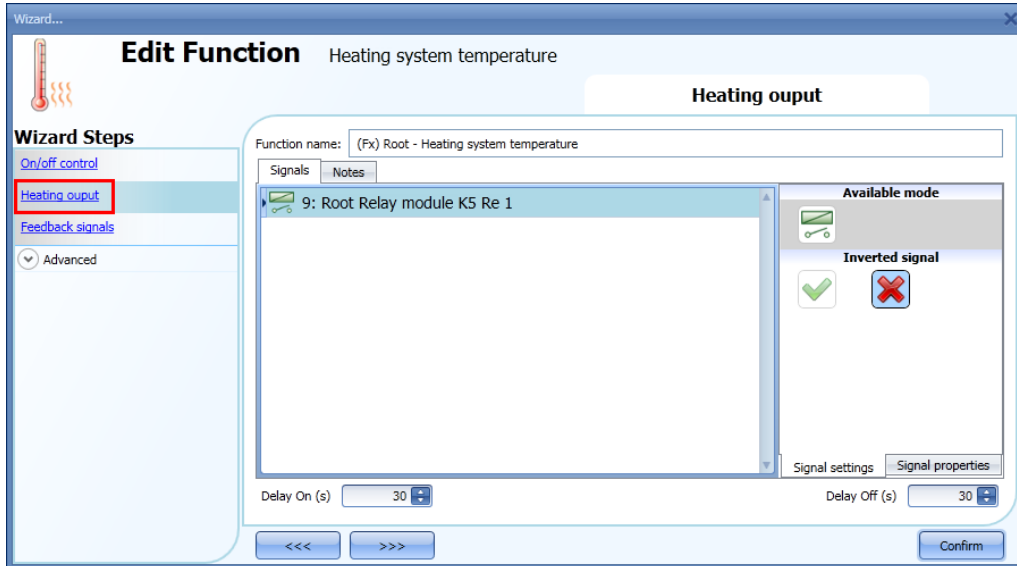 Wizard...
Edit Function Heating system temperature
Heating ouput
Wizard Steps
On/off control
Heating ouput
Feedback signals
Advanced
Function name: (Fx) Root - Heating system temperature
Signals Notes
9: Root Relay module K5 Re 1
Available mode
Inverted signal
Signal settings Signal properties
Delay On (s) 30
Delay Off (s) 30
<<< >>> Confirm